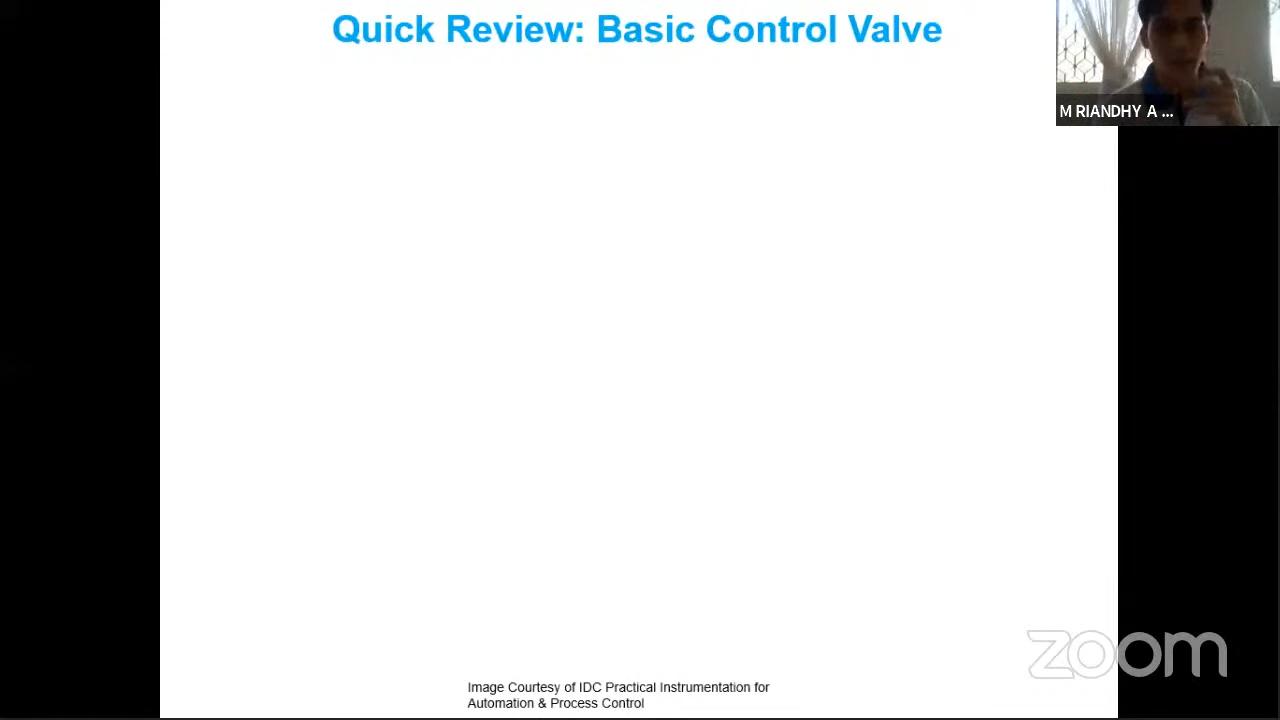 Quick Review: Basic Control Valve
M RIANDHY A ...
zoom
Image Courtesy of IDC Practical Instrumentation for
Automation & Process Control